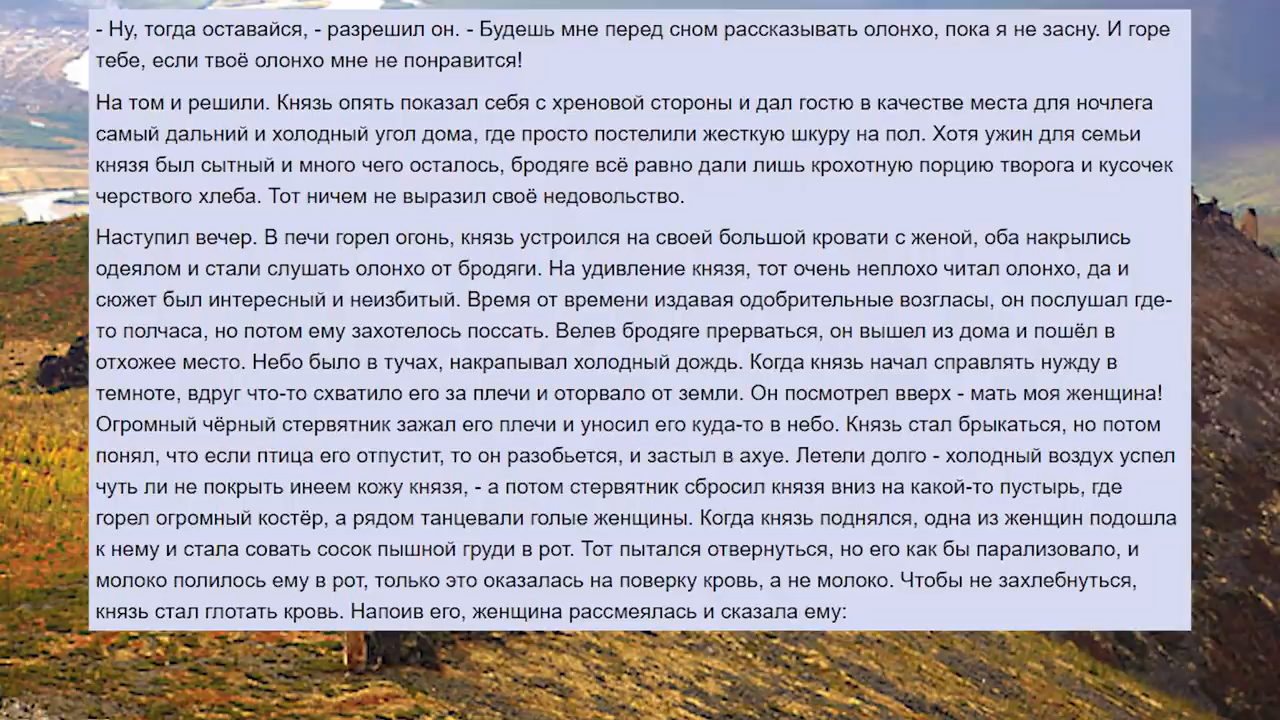 - Ну, тогда оставайся, - разрешил он. - Будешь мне перед сном рассказывать олонхо, пока я не засну. И горе
тебе, если твоё олонхо мне не понравится!
На том и решили. Князь опять показал себя с хреновой стороны и дал гостю в качестве места для ночлега
самый дальний и холодный угол дома, где просто постелили жесткую шкуру на пол. Хотя ужин для семьи
князя был сытный и много чего осталось, бродяге всё равно дали лишь крохотную порцию творога и кусочек
черствого хлеба. Тот ничем не выразил своё недовольство.
Наступил вечер. В печи горел огонь, князь устроился на своей большой кровати с женой, оба накрылись
одеялом и стали слушать олонхо от бродяги. На удивление князя, тот очень неплохо читал олонхо, да и
сюжет был интересный и неизбитый. Время от времени издавая одобрительные возгласы, он послушал где-
то полчаса, но потом ему захотелось поссать. Велев бродяге прерваться, он вышел из дома и пошёл в
отхожее место. Небо было в тучах, накрапывал холодный дождь. Когда князь начал справлять нужду в
темноте, вдруг что-то схватило его за плечи и оторвало от земли. Он посмотрел вверх - мать моя женщина!
Огромный чёрный стервятник зажал его плечи и уносил его куда-то в небо. Князь стал брыкаться, но потом
понял, что если птица его отпустит, то он разобьется, и застыл в ахуе. Летели долго - холодный воздух успел
чуть ли не покрыть инеем кожу князя, - а потом стервятник сбросил князя вниз на какой-то пустырь, где
горел огромный костёр, а рядом танцевали голые женщины. Когда князь поднялся, одна из женщин подошла
к нему и стала совать сосок пышной груди в рот. Тот пытался отвернуться, но его как бы парализовало, и
молоко полилось ему в рот, только это оказалась на поверку кровь, а не молоко. Чтобы не захлебнуться,
князь стал глотать кровь. Напоив его, женщина рассмеялась и сказала ему: